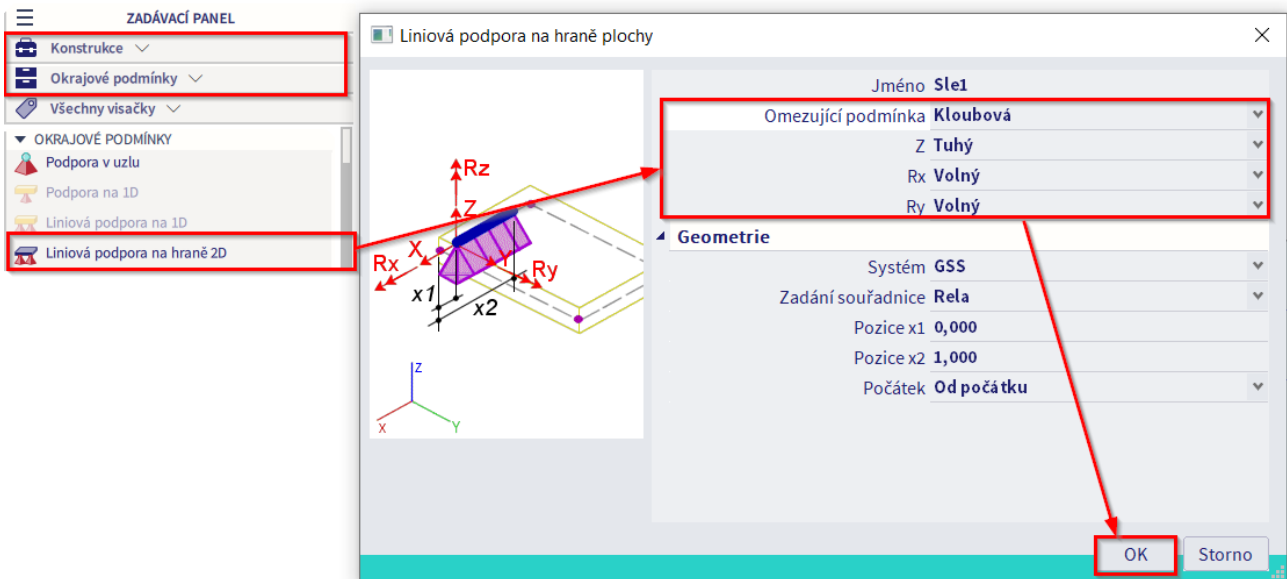 ZADÁVACÍ PANEL
Konstrukce
Okrajové podmínky
Všechny visačky
OKRAJOVÉ PODMÍNKY
Podpora v uzlu
Podpora na 1D
Liniová podpora na 1D
Liniová podpora na hraně 2D
Liniová podpora na hraně plochy
Rz
Z
X
Y
Rx
Ry
x1
x2
Z
X
Y
Jméno Sle1
Omezující podmínka Kloubová
Z Tuhý
Rx Volný
Ry Volný
Geometrie
Systém GSS
Zadání souřadnice Rela
Pozice x1 0,000
Pozice x2 1,000
Počátek Od počátku
OK Storno